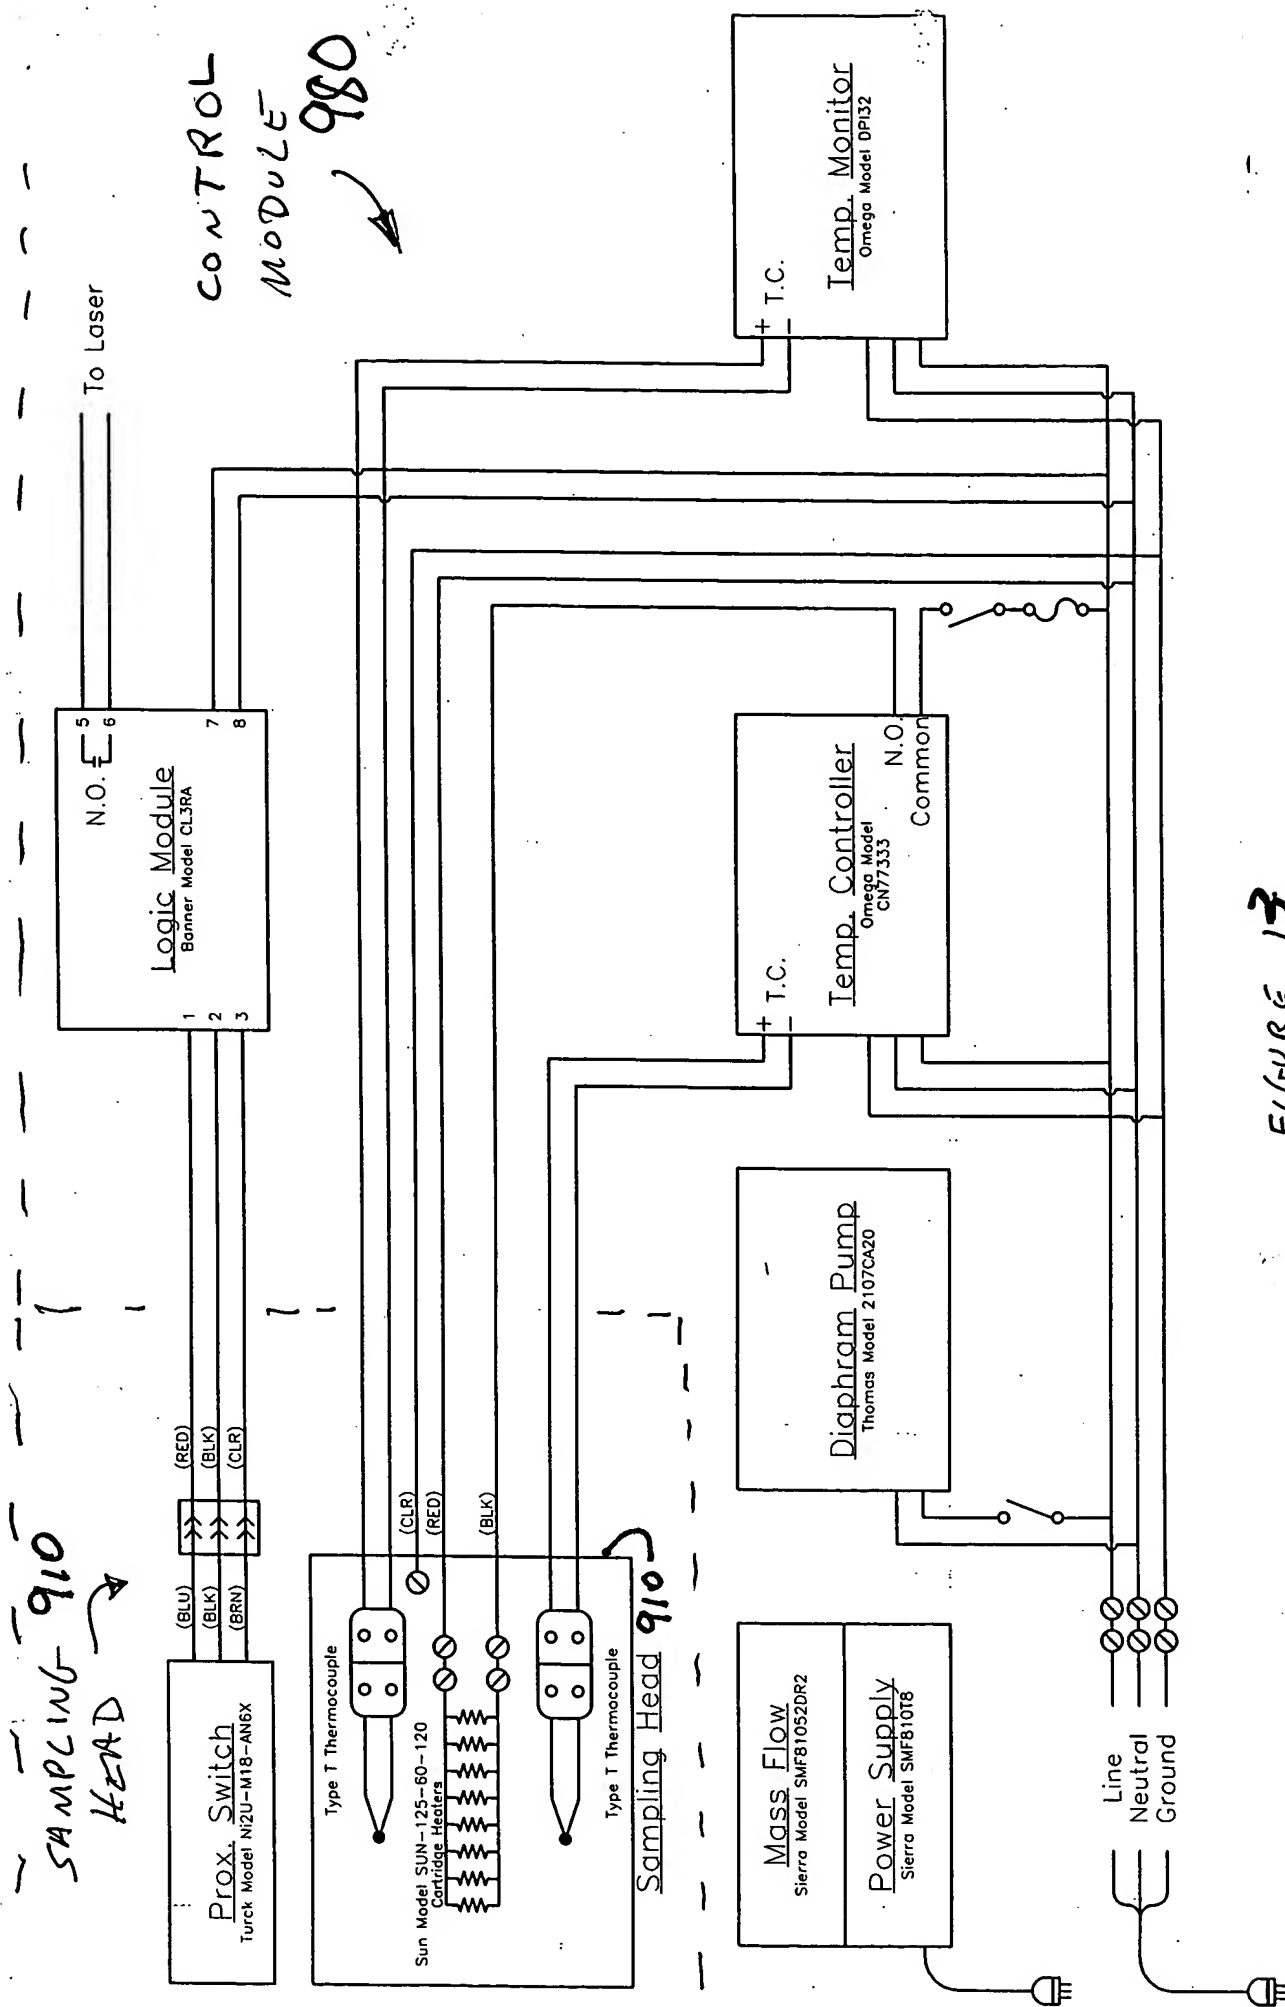 SAMPLING 910
HEAD
CONTROL
MODULE
980
To Laser
Prox. Switch
Turck Model Ni2U-M18-AN6X
(BLU)
(BLK)
(BRN)
(RED)
(BLK)
(CLR)
1
2
3
Logic Module
Banner Model CL3RA
N.O.
5
6
7
8
Type T Thermocouple
Sun Model SUN-125-60-120
Cartridge Heaters
Type T Thermocouple
(CLR)
(RED)
(BLK)
Sampling Head
910
Mass Flow
Sierra Model SMF81052DR2
Power Supply
Sierra Model SMF810T8
Diaphram Pump
Thomas Model 2107CA20
+
T.C.
-
Temp. Controller
Omega Model
CN77333
N.O.
Common
+
T.C.
-
Temp. Monitor
Omega Model DPI32
Line
Neutral
Ground
FIGURE